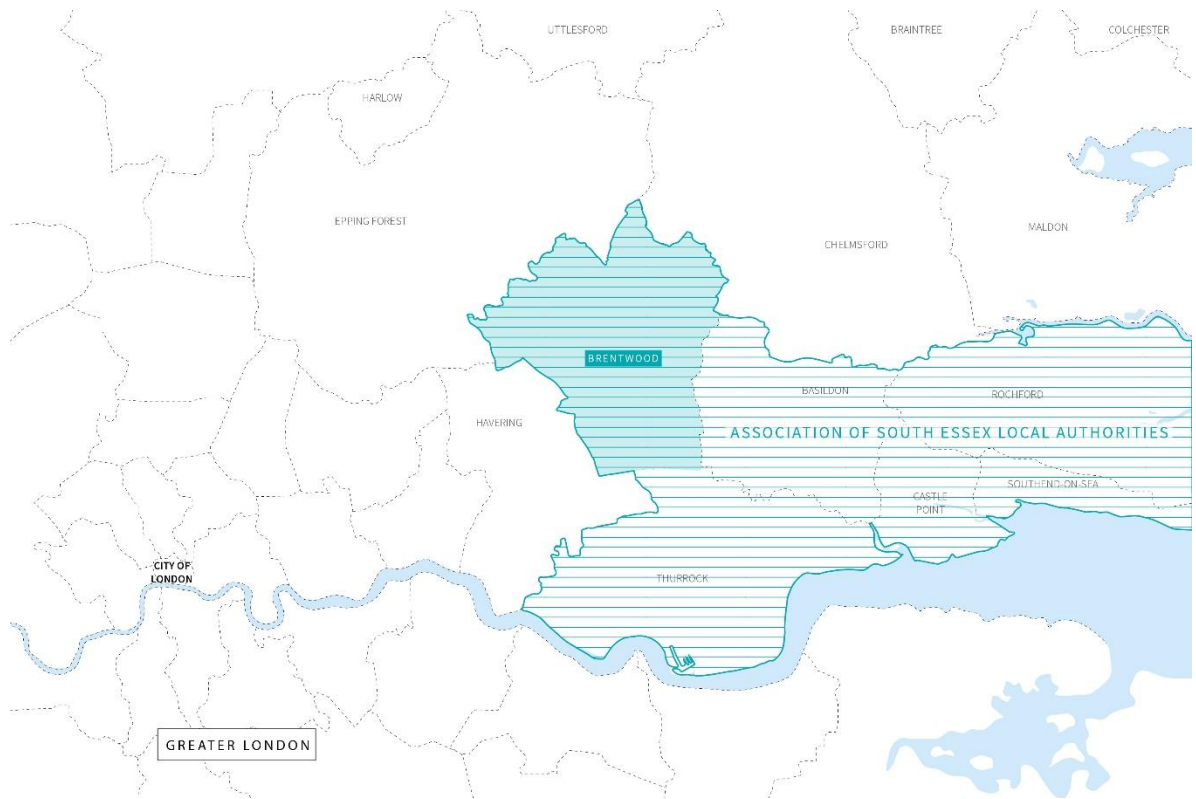 UTTLESFORD
BRAINTREE
COLCHESTER
HARLOW
EPPING FOREST
MALDON
CHELMSFORD
BRENTWOOD
BASILDON
ROCHFORD
HAVERING
ASSOCIATION OF SOUTH ESSEX LOCAL AUTHORITIES
SOUTHEND-ON-SEA
CASTLE
POINT
CITY OF
LONDON
THURROCK
GREATER LONDON